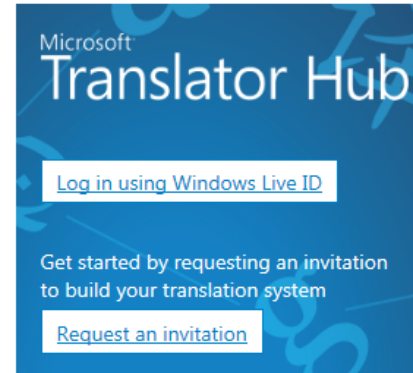 Microsoft
Translator Hub
Log in using Windows Live ID
Get started by requesting an invitation
to build your translation system
Request an invitation